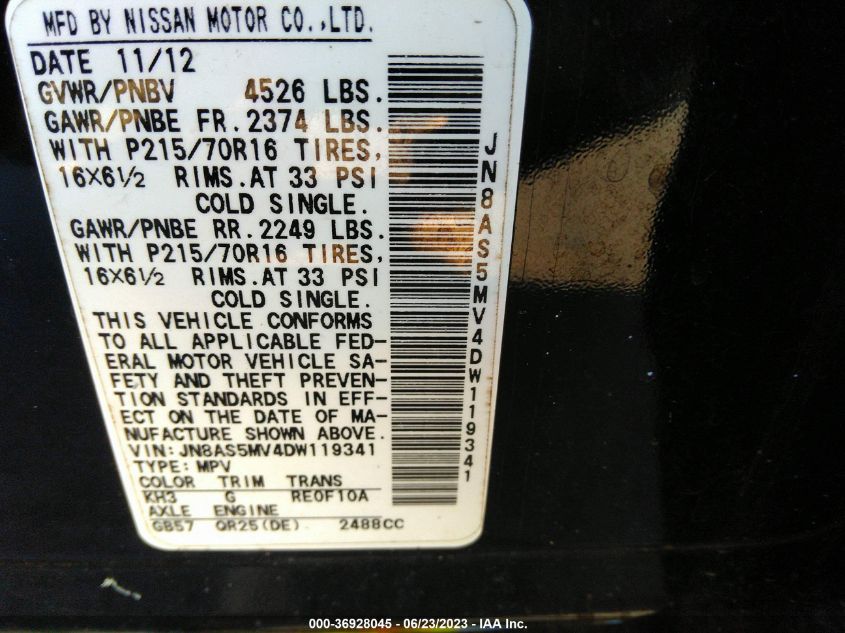 MFD BY NISSAN MOTOR CO.,LTD.
DATE 11/12
GVWR/PNBV 4526 LBS.
GAWR/PNBE FR.2374 LBS.
WITH P215/70R16 TIRES,
16X6½ RIMS.AT 33 PSI
COLD SINGLE.
GAWR/PNBE RR.2249 LBS.
WITH P215/70R16 TIRES,
16X6½ RIMS.AT 33 PSI
COLD SINGLE.
THIS VEHICLE CONFORMS
TO ALL APPLICABLE FED-
ERAL MOTOR VEHICLE SA-
FETY AND THEFT PREVEN-
TION STANDARDS IN EFF-
ECT ON THE DATE OF MA-
NUFACTURE SHOWN ABOVE.
VIN:JN8AS5MV4DW119341
TYPE:MPV
COLOR TRIM TRANS
KH3 G RE0F10A
AXLE ENGINE
GB57 QR25(DE) 2488CC
JN8AS5MV4DW119341
000-36928045 - 06/23/2023 - IAA Inc.